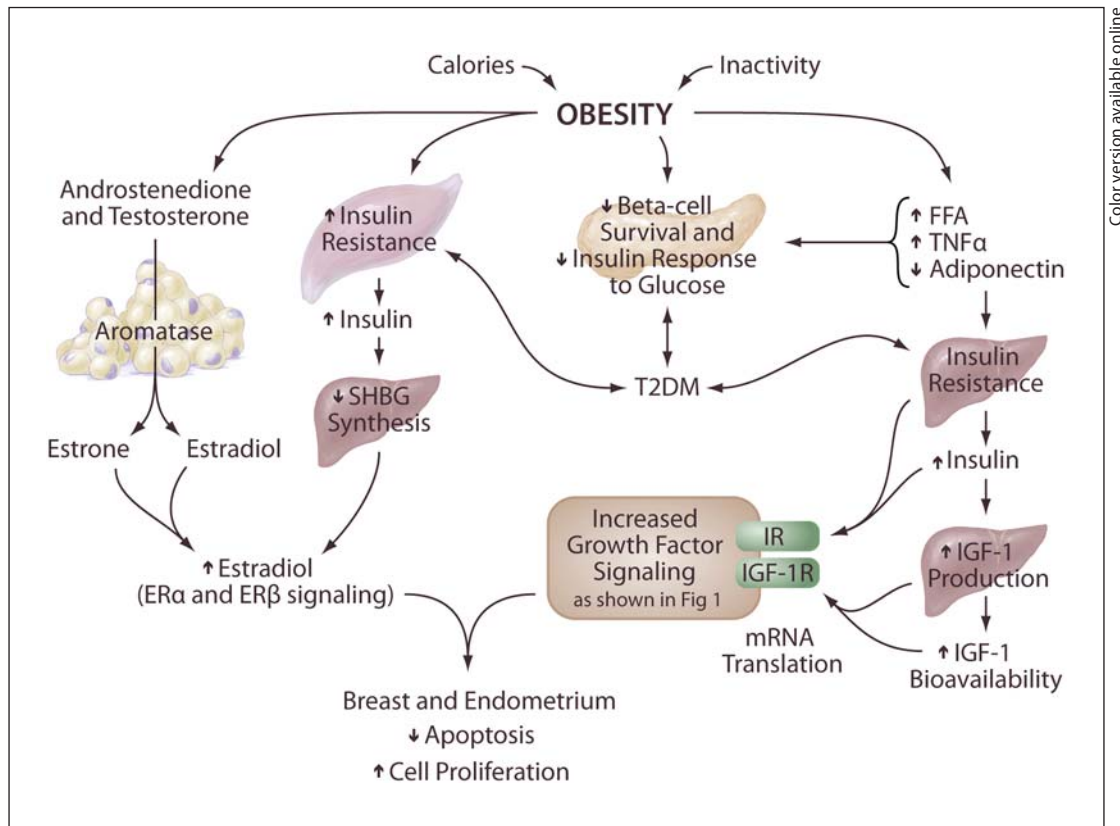 Color version available online
Calories
Inactivity
OBESITY
Androstenedione
and Testosterone
Aromatase
Estrone
Estradiol
↑ Insulin
Resistance
↑ Insulin
↓ SHBG
Synthesis
↑ Estradiol
(ERα and ERβ signaling)
↓ Beta-cell
Survival and
↓ Insulin Response
to Glucose
T2DM
↑ FFA
↑ TNFα
↓ Adiponectin
Insulin
Resistance
↑ Insulin
↑ IGF-1
Production
↑ IGF-1
Bioavailability
Increased
Growth Factor
Signaling
as shown in Fig 1
IR
IGF-1R
mRNA
Translation
Breast and Endometrium
↓ Apoptosis
↑ Cell Proliferation